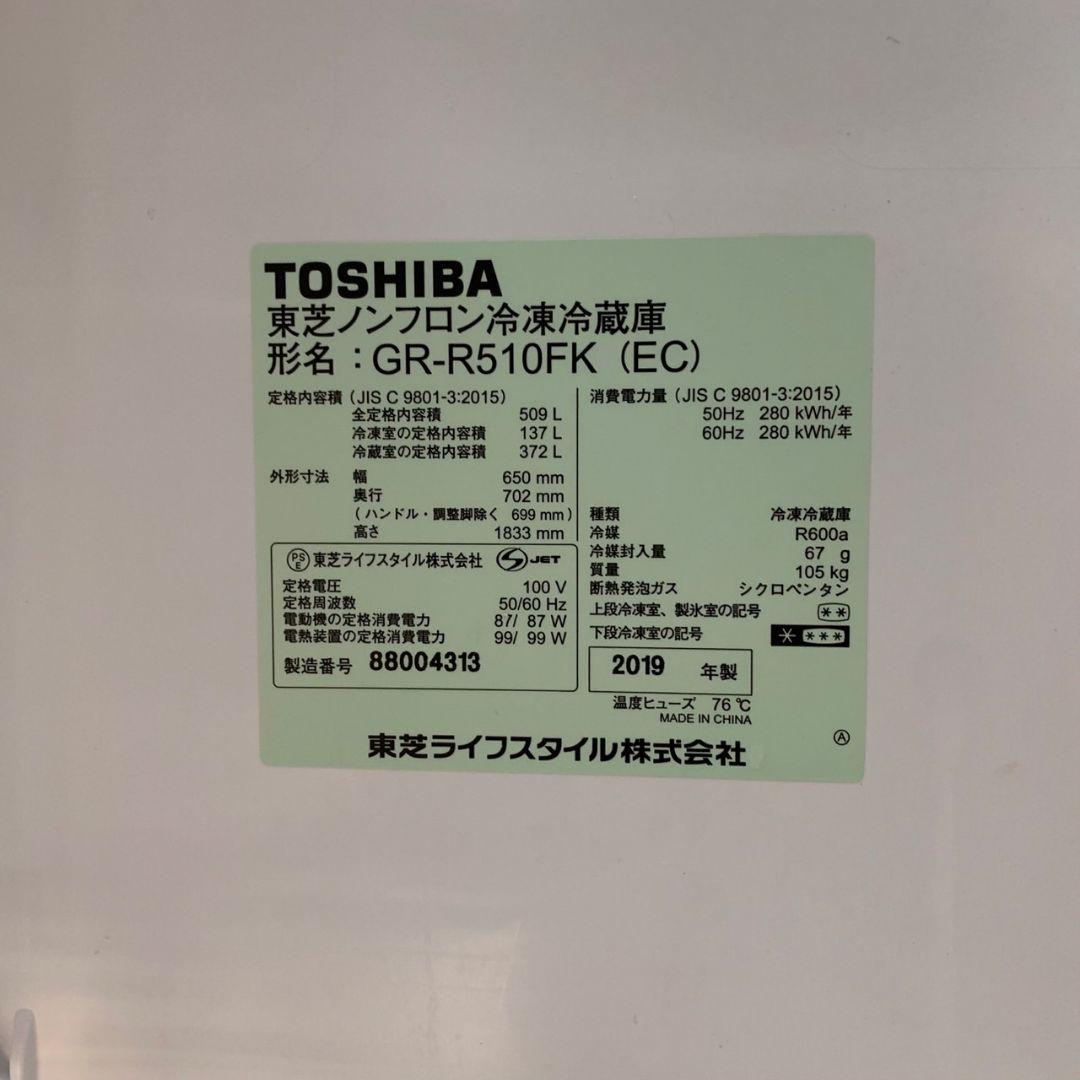 TOSHIBA
東芝ノンフロン冷凍冷蔵庫
形名：GR-R510FK（EC）
定格内容積（JIS C 9801-3:2015）
全定格内容積 509 L
冷凍室の定格内容積 137 L
冷蔵室の定格内容積 372 L
外形寸法 幅 650 mm
奥行 702 mm
（ハンドル・調整脚除く 699 mm）
高さ 1833 mm
PSE 東芝ライフスタイル株式会社 S JET
定格電圧 100 V
定格周波数 50/60 Hz
電動機の定格消費電力 87/ 87 W
電熱装置の定格消費電力 99/ 99 W
製造番号 88004313
消費電力量（JIS C 9801-3:2015）
50Hz 280 kWh/年
60Hz 280 kWh/年
種類 冷凍冷蔵庫
冷媒 R600a
冷媒封入量 67 g
質量 105 kg
断熱発泡ガス シクロペンタン
上段冷凍室、製氷室の記号 **
下段冷凍室の記号 * ***
2019 年製
温度ヒューズ 76 ℃
MADE IN CHINA
東芝ライフスタイル株式会社
Ⓐ